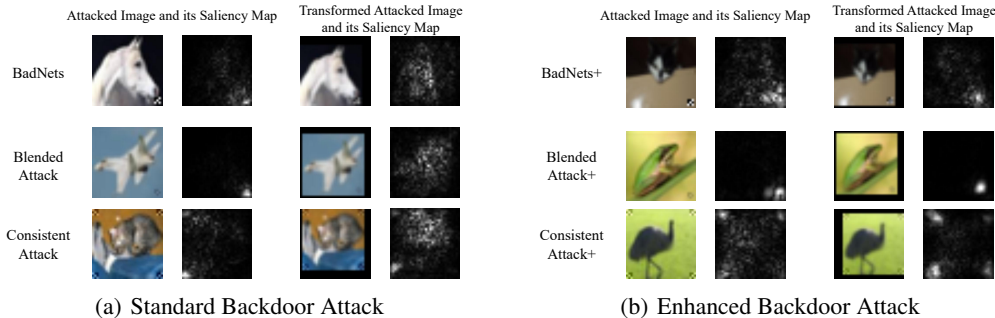 Attacked Image and its Saliency Map
Transformed Attacked Image
and its Saliency Map
BadNets
Blended
Attack
Consistent
Attack
(a) Standard Backdoor Attack
Attacked Image and its Saliency Map
Transformed Attacked Image
and its Saliency Map
BadNets+
Blended
Attack+
Consistent
Attack+
(b) Enhanced Backdoor Attack